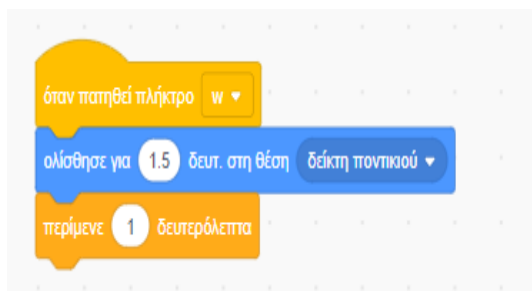 όταν πατηθεί πλήκτρο w
ολίσθησε για 1.5 δευτ. στη θέση δείκτη ποντικιού
περίμενε 1 δευτερόλεπτα